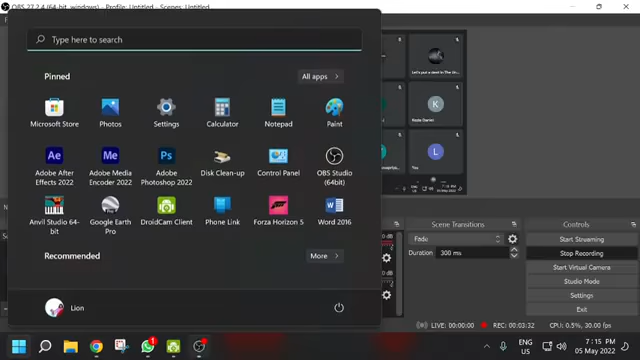 OBS 27.2.4 (64-bit, windows) - Profile: Untitled - Scenes: Untitled
Type here to search
Pinned
All apps
Microsoft Store
Photos
Settings
Calculator
Notepad
Paint
Adobe After Effects 2022
Adobe Media Encoder 2022
Adobe Photoshop 2022
Disk Clean-up
Control Panel
OBS Studio (64bit)
Anvil Studio 64-bit
Google Earth Pro
DroidCam Client
Phone Link
Forza Horizon 5
Word 2016
Recommended
More
Lion
K
L
You
Scene Transitions
Fade
Duration
300 ms
Controls
Start Streaming
Stop Recording
Start Virtual Camera
Studio Mode
Settings
Exit
LIVE: 00:00:00
REC: 00:03:32
CPU: 0.5%, 30.00 fps
ENG
US
7:15 PM
05 May 2022